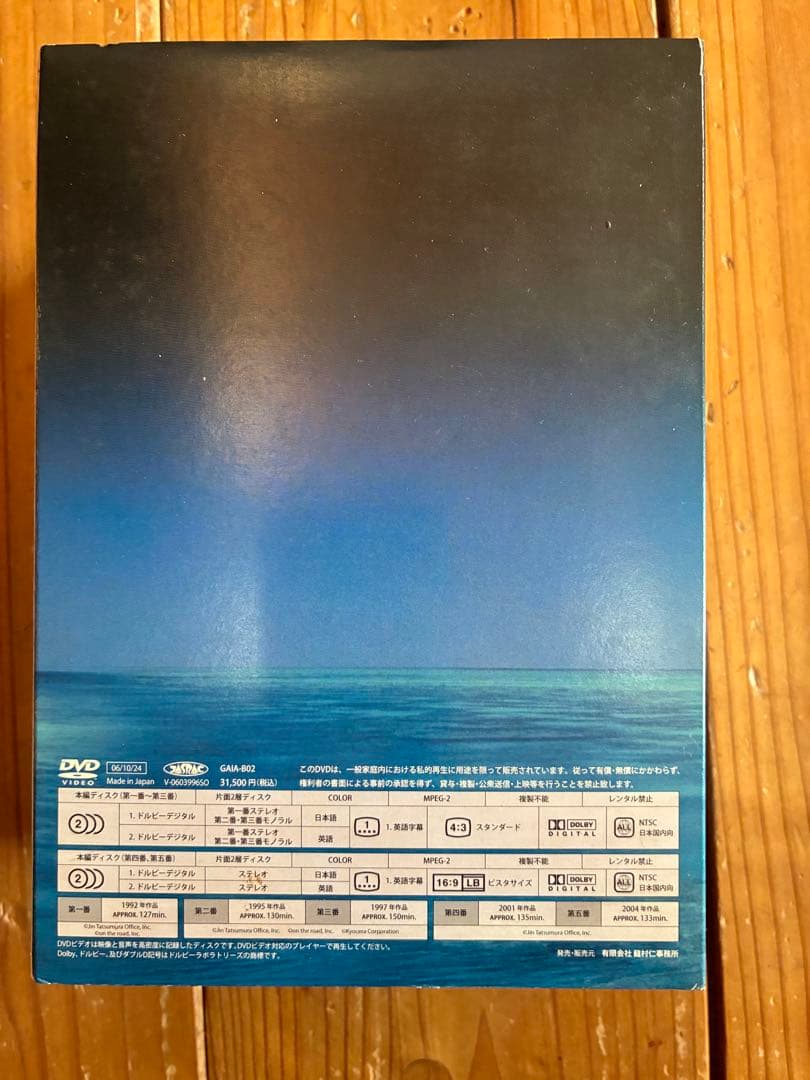 DVD VIDEO
06/10/24
Made in Japan
JASRAC
V-0603996SO
GAIA-B02
31,500円(税込)
このDVDは、一般家庭内における私的再生に用途を限って販売されています。従って有償・無償にかかわらず、
権利者の書面による事前の承認を得ず、貸与・複製・公衆送信・上映等を行うことを禁止致します。
本編ディスク(第一番〜第三番) 片面2層ディスク COLOR MPEG-2 複製不能 レンタル禁止
2 1. ドルビーデジタル 第一番ステレオ 第二番・第三番モノラル 日本語
2. ドルビーデジタル 第一番ステレオ 第二番・第三番モノラル 英語
1 1. 英語字幕 4:3 スタンダード DOLBY DIGITAL ALL NTSC 日本国内向
本編ディスク(第四番、第五番) 片面2層ディスク COLOR MPEG-2 複製不能 レンタル禁止
2 1. ドルビーデジタル ステレオ 日本語
2. ドルビーデジタル ステレオ 英語
1 1. 英語字幕 16:9 LB ビスタサイズ DOLBY DIGITAL ALL NTSC 日本国内向
第一番 1992 年作品 APPROX. 127min.
第二番 1995 年作品 APPROX. 130min.
第三番 1997 年作品 APPROX. 150min.
第四番 2001 年作品 APPROX. 135min.
第五番 2004 年作品 APPROX. 133min.
©Jin Tatsumura Office, Inc.
©on the road, Inc.
©Jin Tatsumura Office, Inc. ©on the road, Inc. ©Kyocera Corporation
©Jin Tatsumura Office, Inc.
DVDビデオは映像と音声を高密度に記録したディスクです。DVDビデオ対応のプレイヤーで再生してください。
Dolby、ドルビー、及びダブルD記号はドルビーラボラトリーズの商標です。
発売・販売元 有限会社 龍村仁事務所